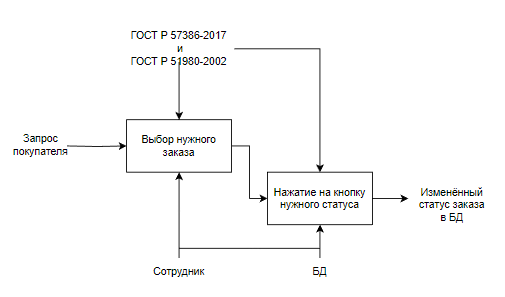 ГОСТ Р 57386-2017
и
ГОСТ Р 51980-2002
Запрос
покупателя
Выбор нужного
заказа
Нажатие на кнопку
нужного статуса
Изменённый
статус заказа
в БД
Сотрудник
БД